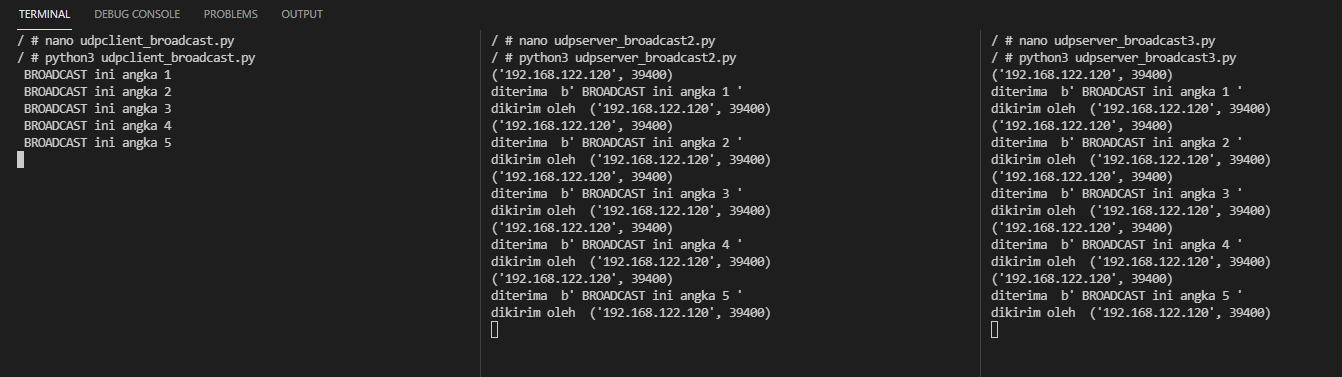 TERMINAL DEBUG CONSOLE PROBLEMS OUTPUT
/ # nano udpclient_broadcast.py
/ # python3 udpclient_broadcast.py
BROADCAST ini angka 1
BROADCAST ini angka 2
BROADCAST ini angka 3
BROADCAST ini angka 4
BROADCAST ini angka 5
/ # nano udpserver_broadcast2.py
/ # python3 udpserver_broadcast2.py
('192.168.122.120', 39400)
diterima  b' BROADCAST ini angka 1 '
dikirim oleh  ('192.168.122.120', 39400)
('192.168.122.120', 39400)
diterima  b' BROADCAST ini angka 2 '
dikirim oleh  ('192.168.122.120', 39400)
('192.168.122.120', 39400)
diterima  b' BROADCAST ini angka 3 '
dikirim oleh  ('192.168.122.120', 39400)
('192.168.122.120', 39400)
diterima  b' BROADCAST ini angka 4 '
dikirim oleh  ('192.168.122.120', 39400)
('192.168.122.120', 39400)
diterima  b' BROADCAST ini angka 5 '
dikirim oleh  ('192.168.122.120', 39400)
/ # nano udpserver_broadcast3.py
/ # python3 udpserver_broadcast3.py
('192.168.122.120', 39400)
diterima  b' BROADCAST ini angka 1 '
dikirim oleh  ('192.168.122.120', 39400)
('192.168.122.120', 39400)
diterima  b' BROADCAST ini angka 2 '
dikirim oleh  ('192.168.122.120', 39400)
('192.168.122.120', 39400)
diterima  b' BROADCAST ini angka 3 '
dikirim oleh  ('192.168.122.120', 39400)
('192.168.122.120', 39400)
diterima  b' BROADCAST ini angka 4 '
dikirim oleh  ('192.168.122.120', 39400)
('192.168.122.120', 39400)
diterima  b' BROADCAST ini angka 5 '
dikirim oleh  ('192.168.122.120', 39400)